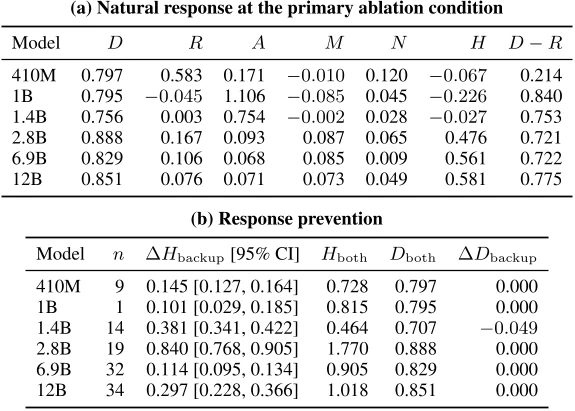 (a) Natural response at the primary ablation condition
Model D R A M N H D − R
410M 0.797 0.583 0.171 −0.010 0.120 −0.067 0.214
1B 0.795 −0.045 1.106 −0.085 0.045 −0.226 0.840
1.4B 0.756 0.003 0.754 −0.002 0.028 −0.027 0.753
2.8B 0.888 0.167 0.093 0.087 0.065 0.476 0.721
6.9B 0.829 0.106 0.068 0.085 0.009 0.561 0.722
12B 0.851 0.076 0.071 0.073 0.049 0.581 0.775
(b) Response prevention
Model n ΔHbackup [95% CI] Hboth Dboth ΔDbackup
410M 9 0.145 [0.127, 0.164] 0.728 0.797 0.000
1B 1 0.101 [0.029, 0.185] 0.815 0.795 0.000
1.4B 14 0.381 [0.341, 0.422] 0.464 0.707 −0.049
2.8B 19 0.840 [0.768, 0.905] 1.770 0.888 0.000
6.9B 32 0.114 [0.095, 0.134] 0.905 0.829 0.000
12B 34 0.297 [0.228, 0.366] 1.018 0.851 0.000